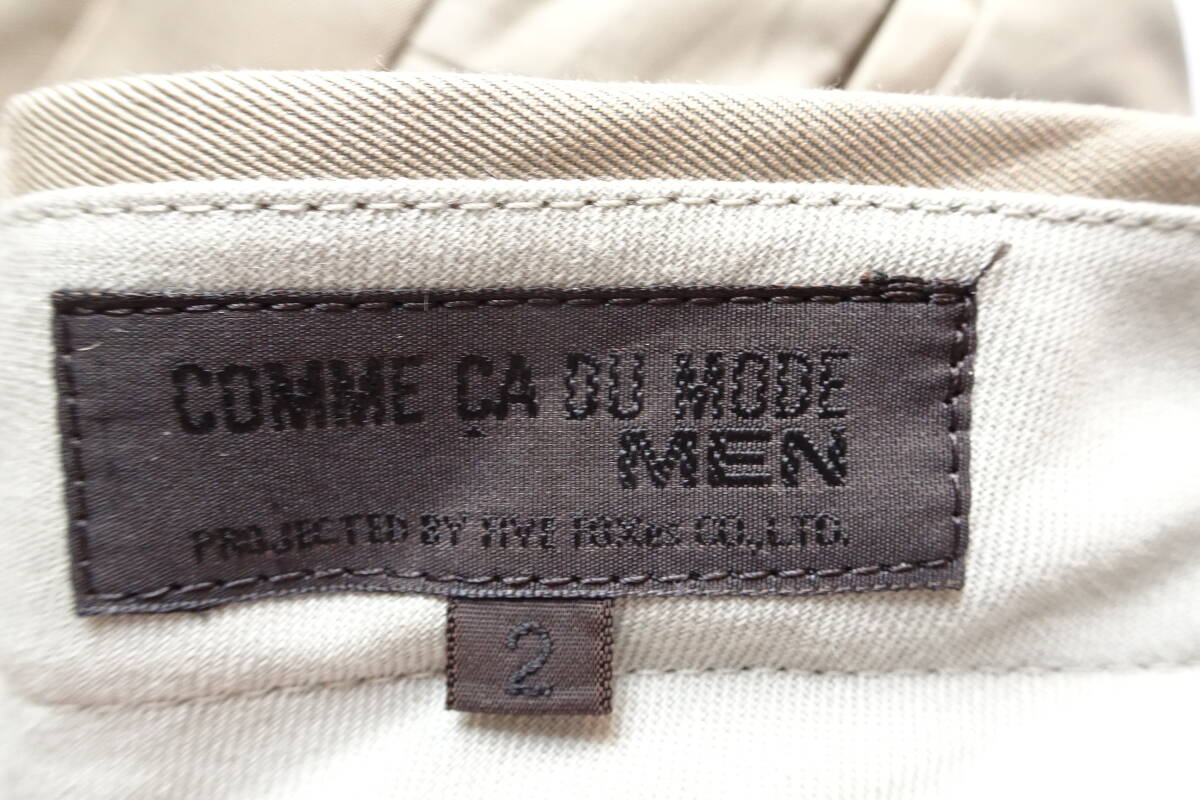 COMME ÇA DU MODE
MEN
PROJECTED BY FIVE FOXes CO.,LTD.
2